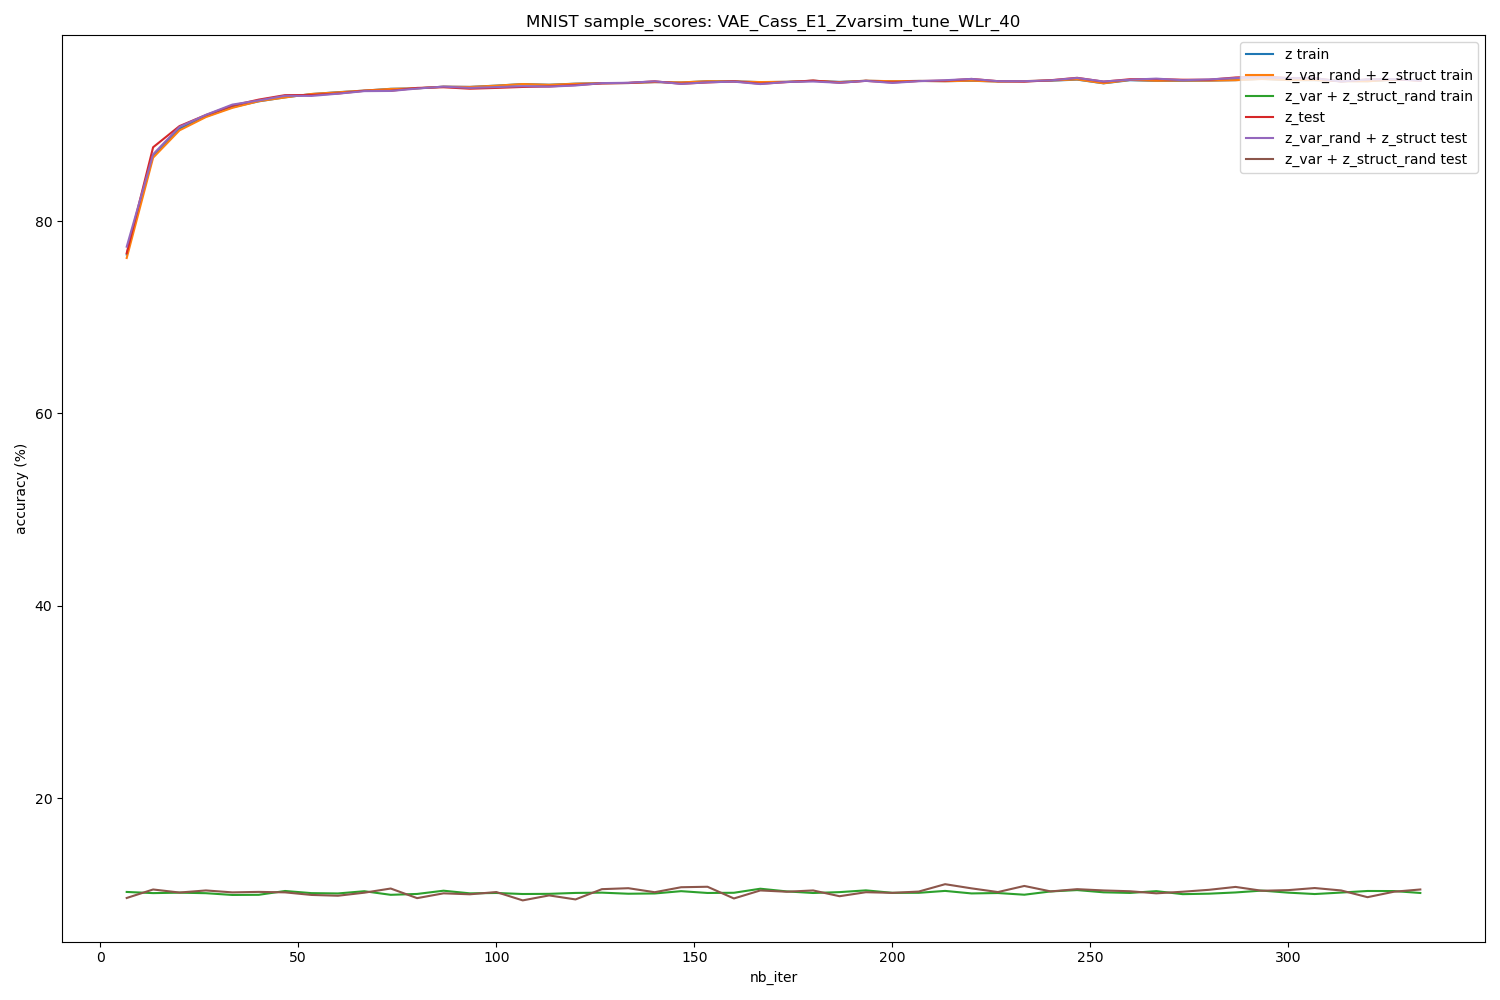 MNIST sample_scores: VAE_Cass_E1_Zvarsim_tune_WLr_40
z train
z_var_rand + z_struct train
z_var + z_struct_rand train
z_test
z_var_rand + z_struct test
z_var + z_struct_rand test
80
60
40
20
accuracy (%)
0
50
100
150
200
250
300
nb_iter